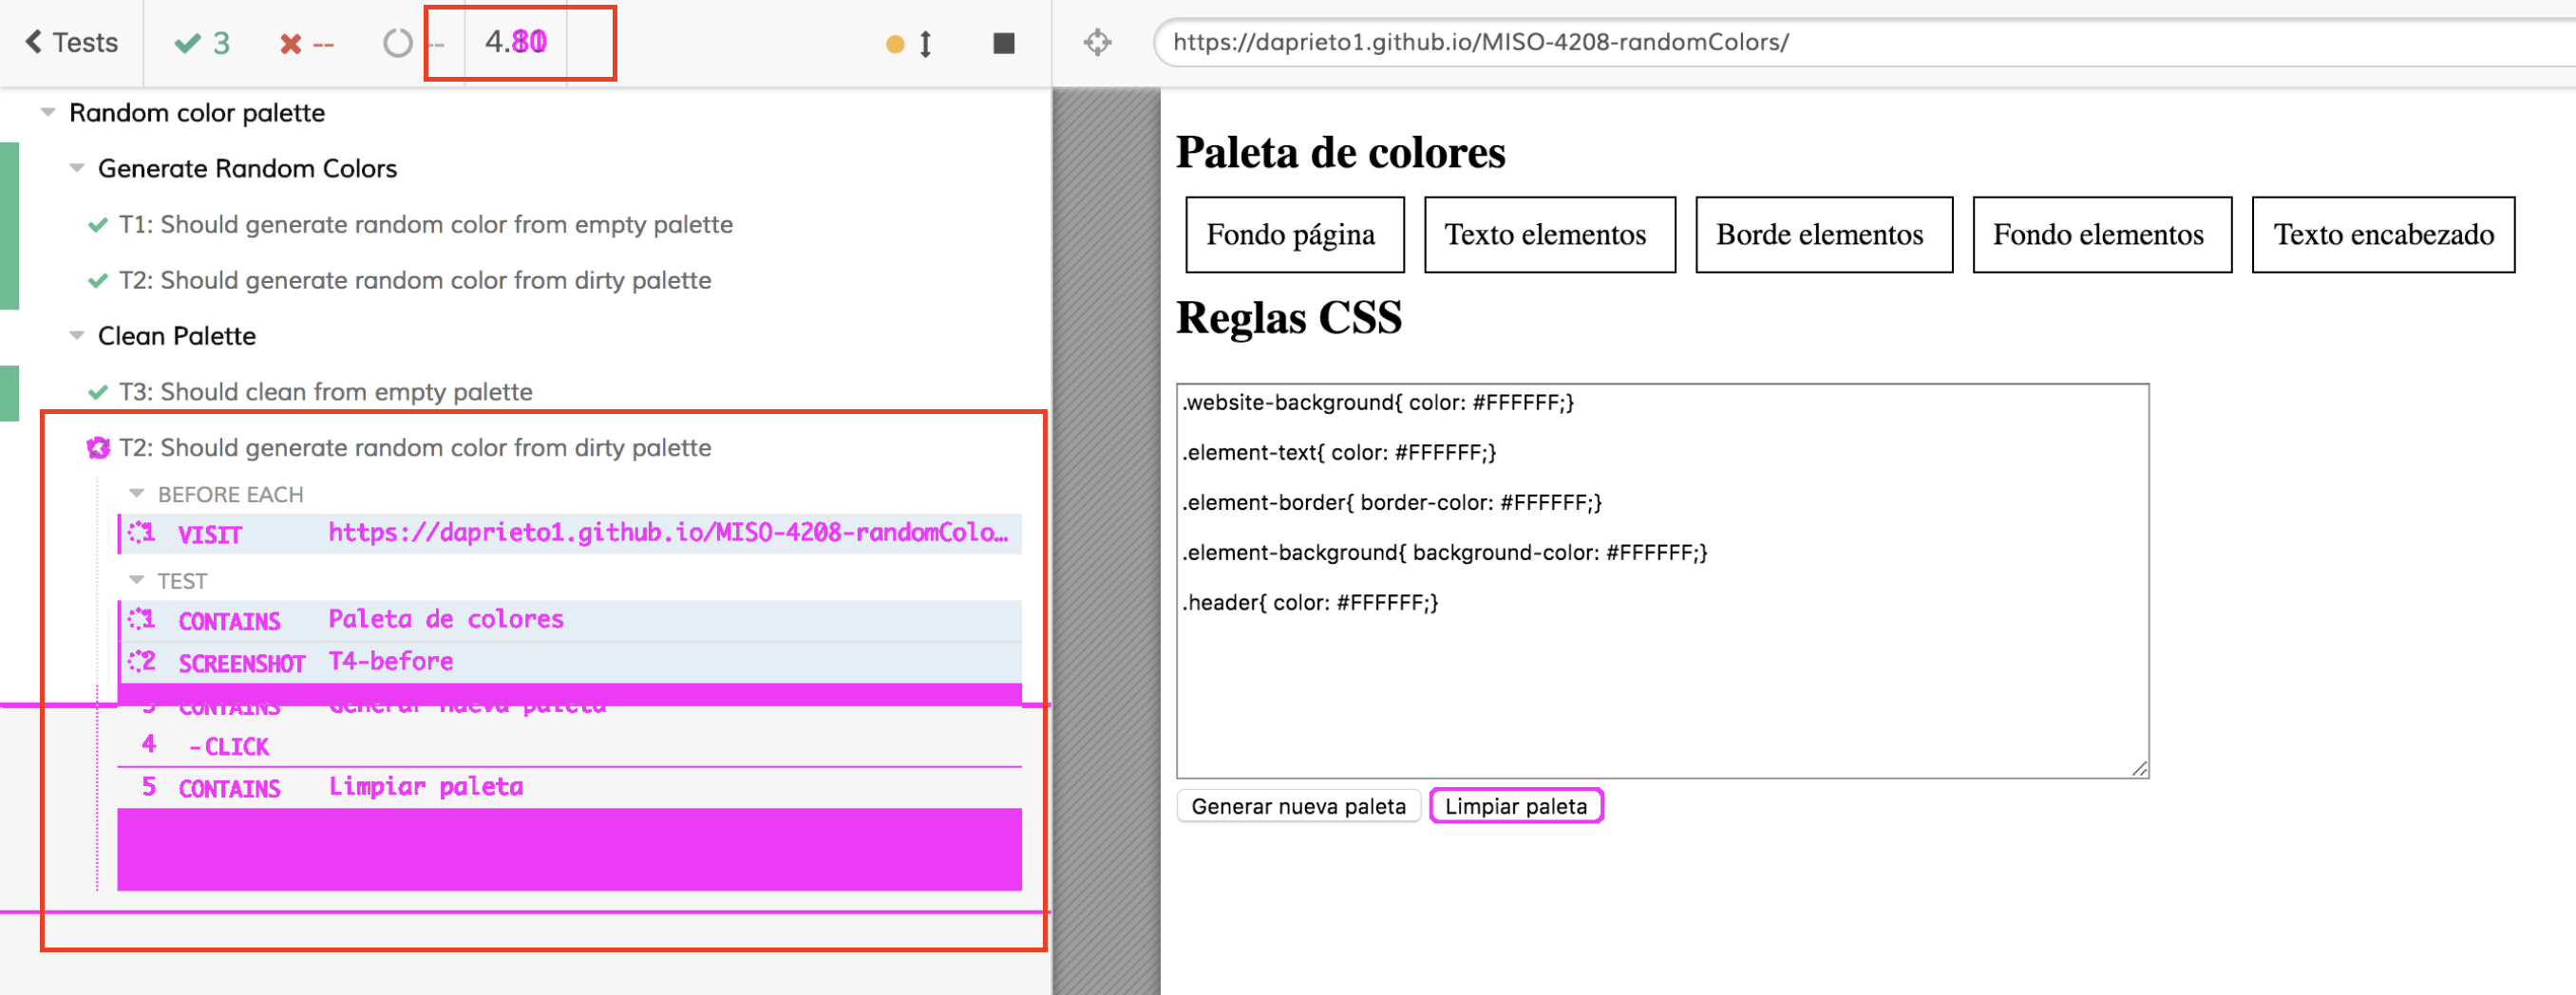 Tests 3 -- -- 4.
https://daprieto1.github.io/MISO-4208-randomColors/
Random color palette
Generate Random Colors
T1: Should generate random color from empty palette
T2: Should generate random color from dirty palette
Clean Palette
T3: Should clean from empty palette
T2: Should generate random color from dirty palette
BEFORE EACH
1 VISIT https://daprieto1.github.io/MISO-4208-randomColo...
TEST
1 CONTAINS Paleta de colores
2 SCREENSHOT T4-before
3 CONTAINS Generar nueva paleta
4 -CLICK
5 CONTAINS Limpiar paleta
Paleta de colores
Fondo página
Texto elementos
Borde elementos
Fondo elementos
Texto encabezado
Reglas CSS
.website-background{ color: #FFFFFF;}
.element-text{ color: #FFFFFF;}
.element-border{ border-color: #FFFFFF;}
.element-background{ background-color: #FFFFFF;}
.header{ color: #FFFFFF;}
Generar nueva paleta
Limpiar paleta